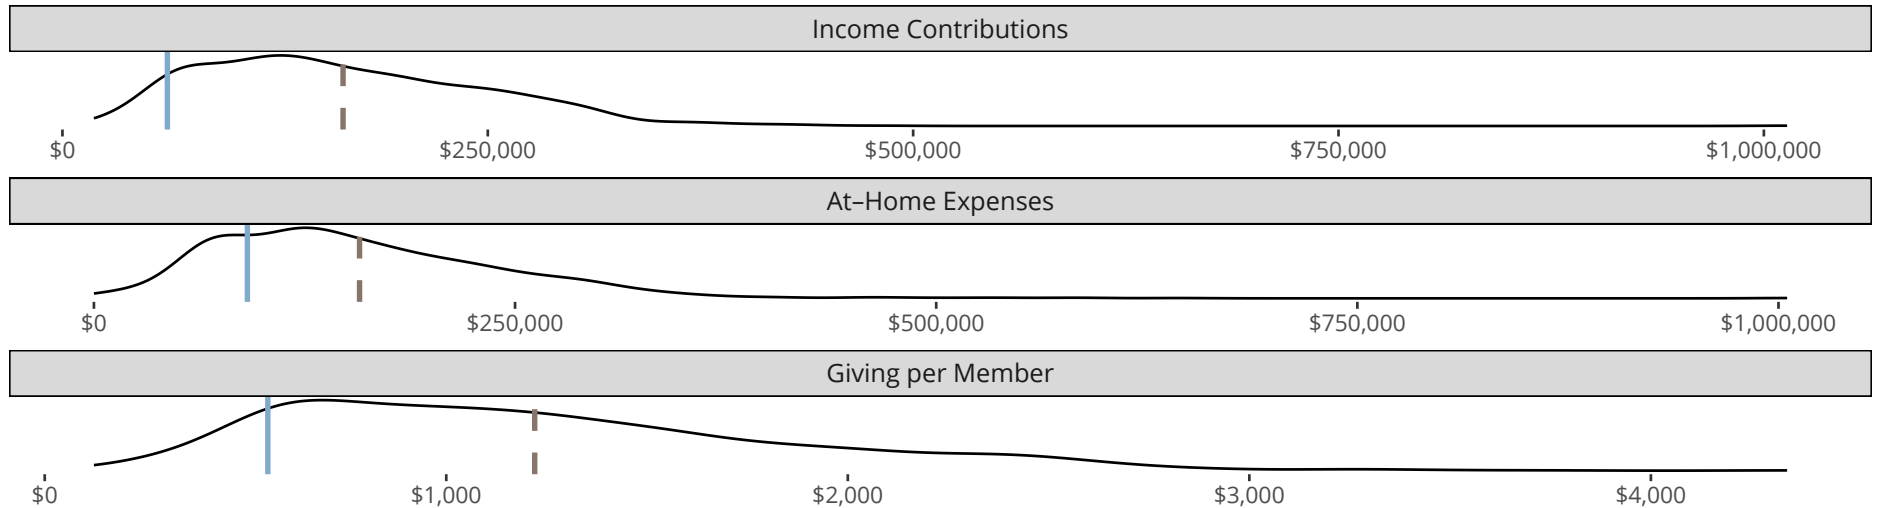 Income Contributions
$0 $250,000 $500,000 $750,000 $1,000,000
At–Home Expenses
$0 $250,000 $500,000 $750,000 $1,000,000
Giving per Member
$0 $1,000 $2,000 $3,000 $4,000